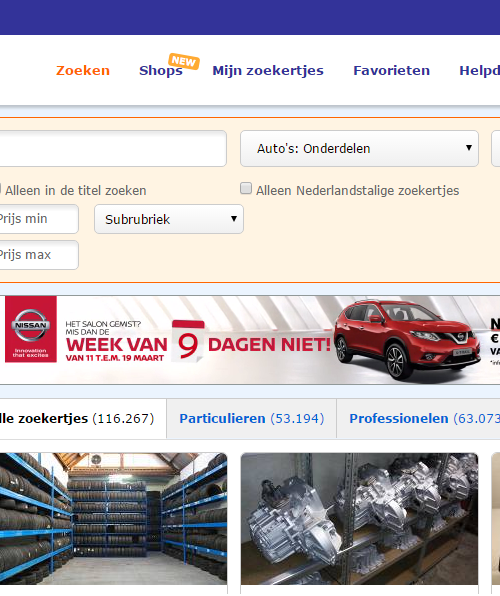 NEW
Zoeken Shops Mijn zoekertjes Favorieten Helpd
Auto's: Onderdelen
Alleen in de titel zoeken
Alleen Nederlandstalige zoekertjes
Prijs min
Subrubriek
Prijs max
NISSAN
Innovation
that excites
HET SALON GEMIST?
MIS DAN DE
WEEK VAN 9 DAGEN NIET!
VAN 11 T.E.M. 19 MAART
N
€
VA
lle zoekertjes (116.267)
Particulieren (53.194)
Professionelen (63.073